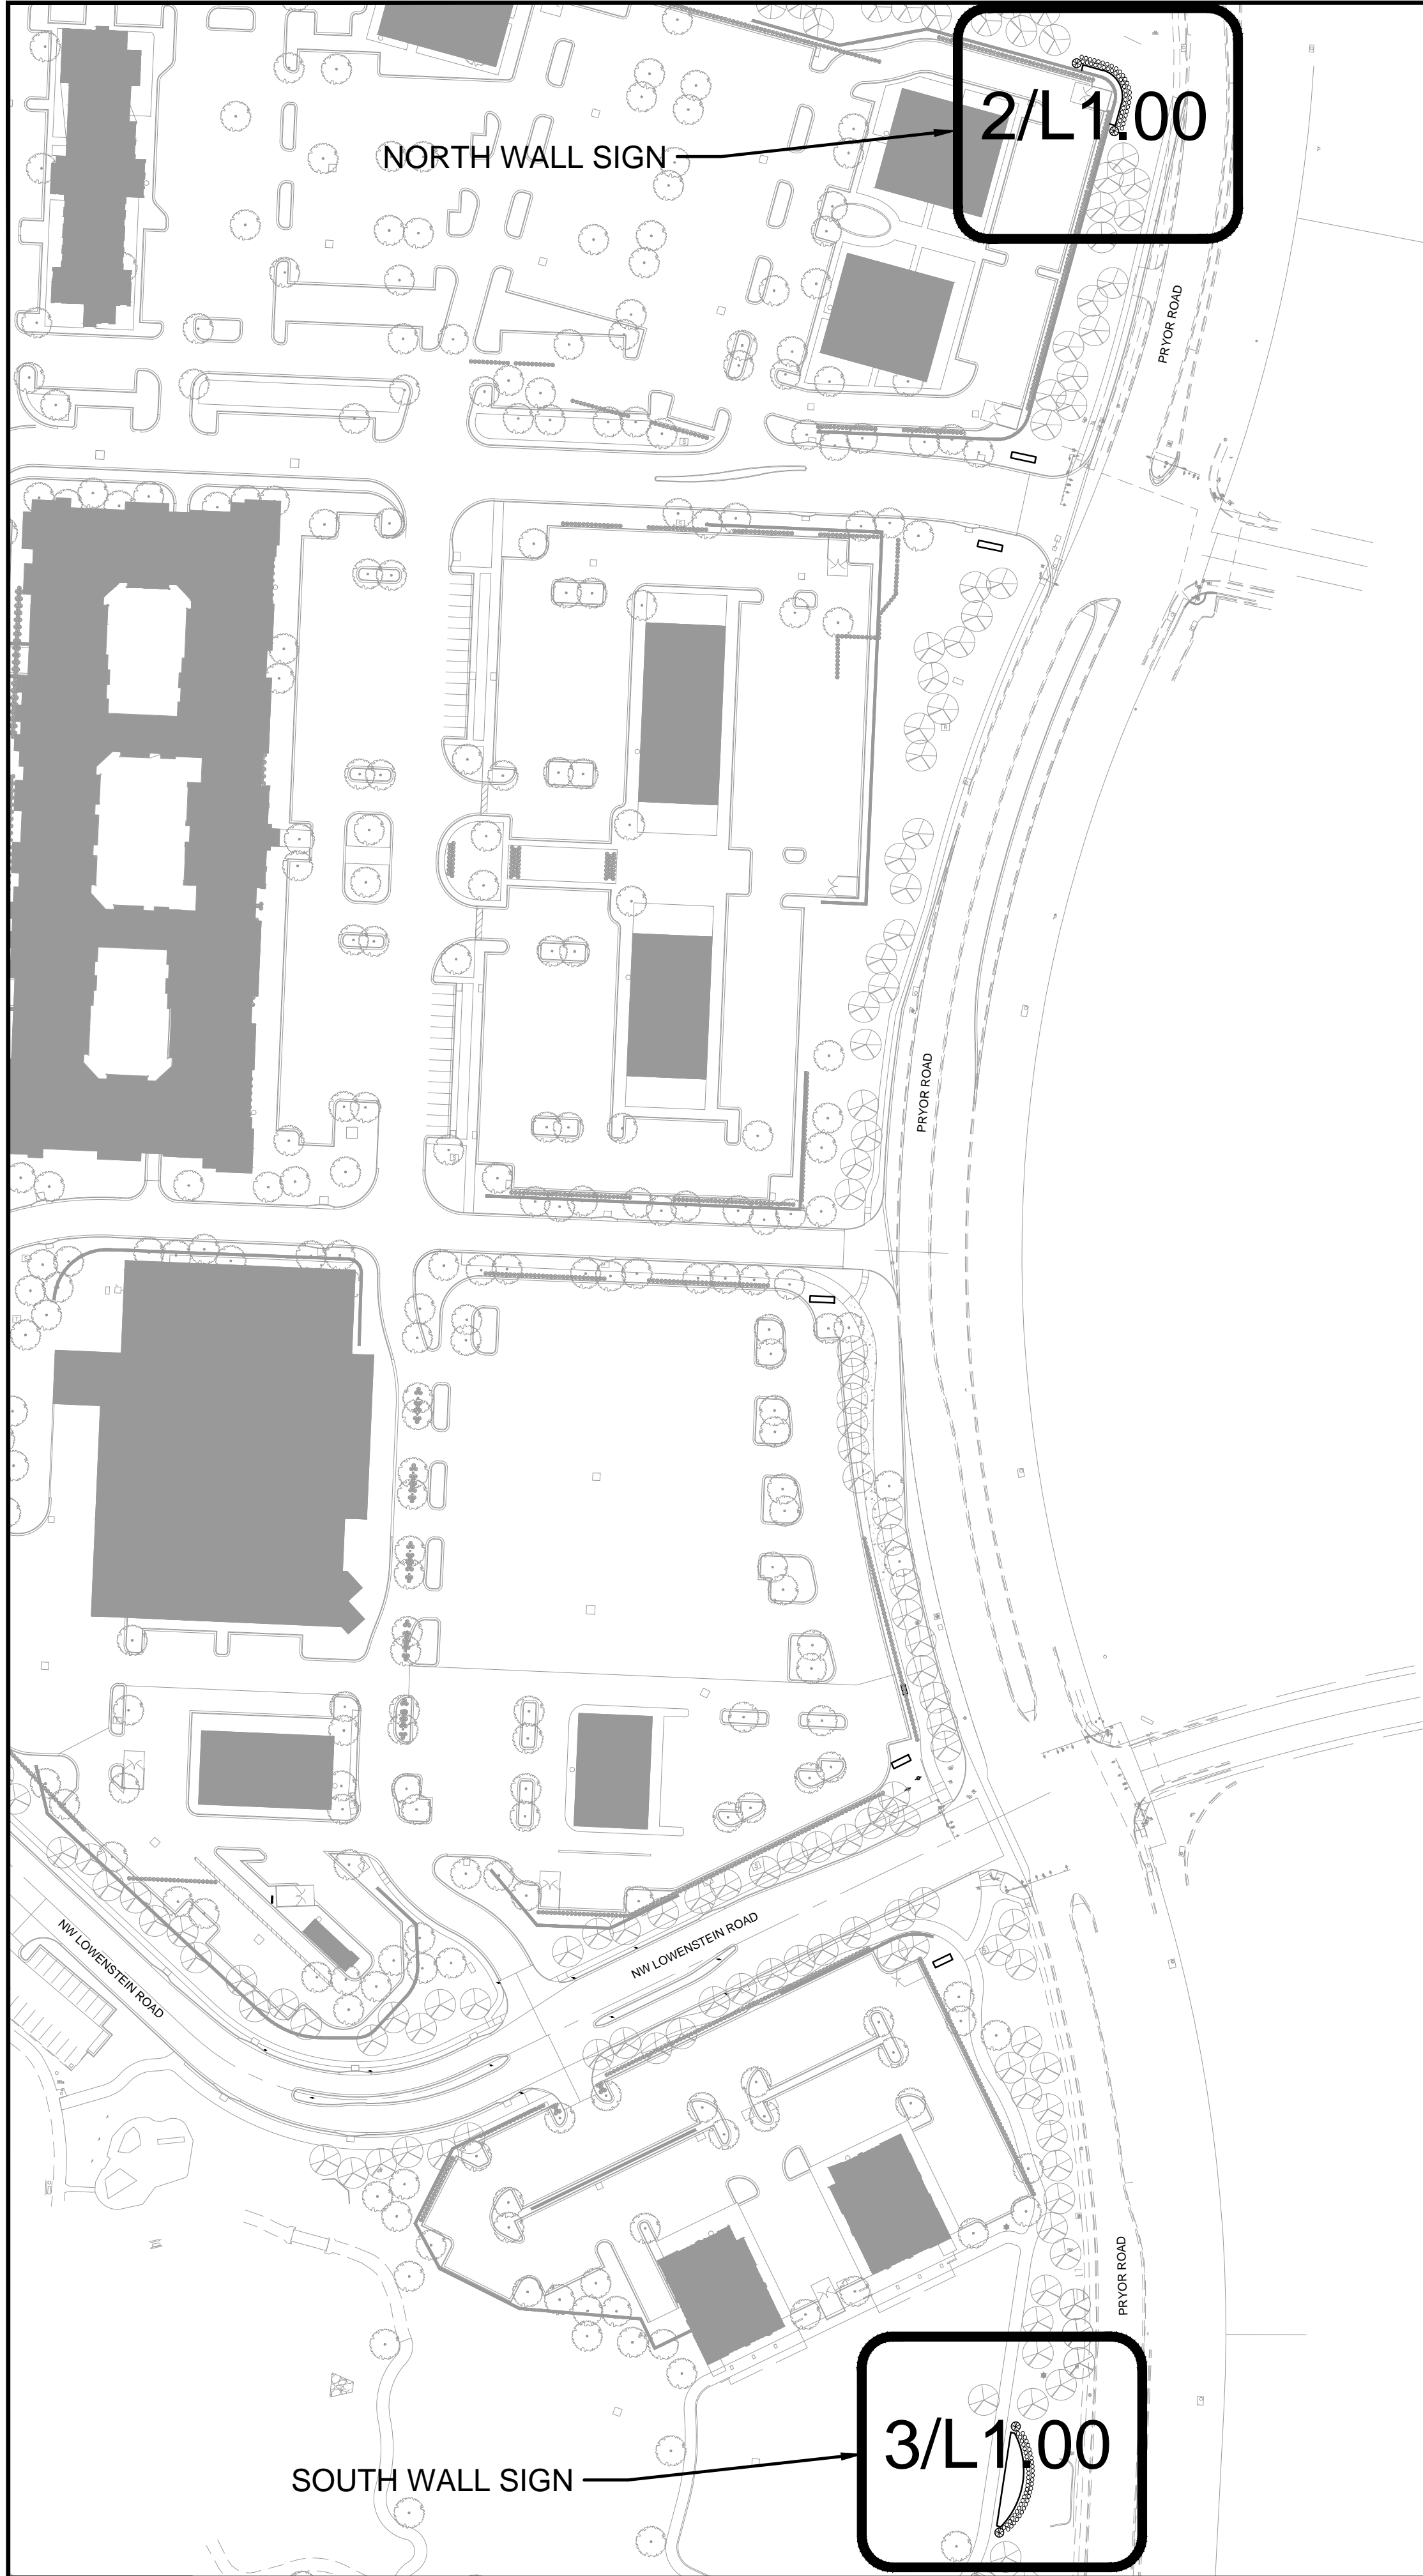 2/L1.00
NORTH WALL SIGN
PRYOR ROAD
PRYOR ROAD
NW LOWENSTEIN ROAD
NW LOWENSTEIN ROAD
PRYOR ROAD
3/L1.00
SOUTH WALL SIGN